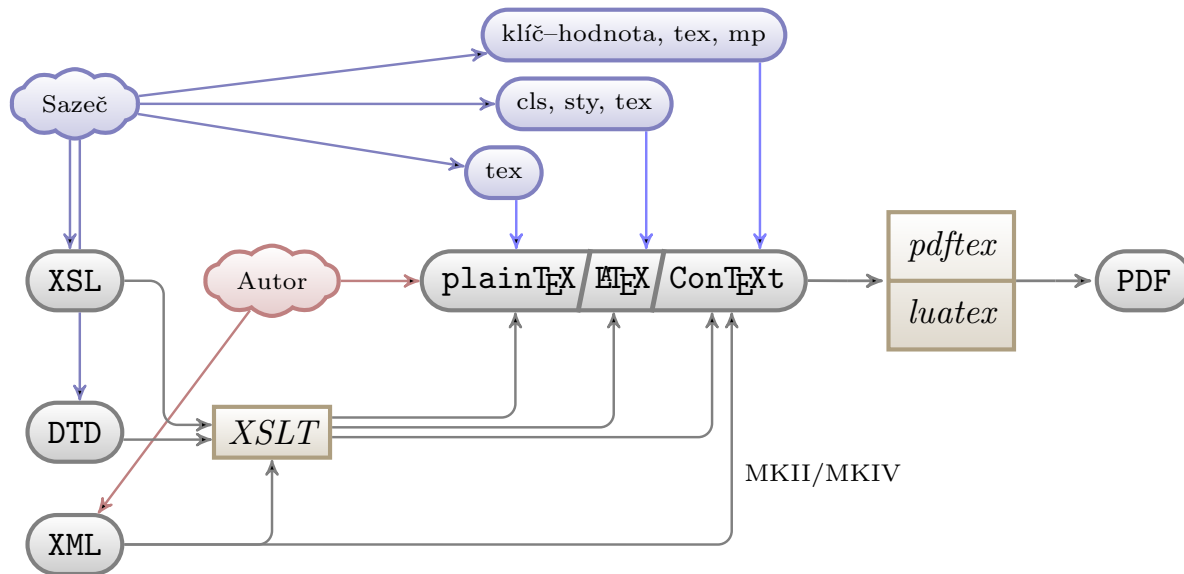 klíč–hodnota, tex, mp
Sazeč
cls, sty, tex
tex
XSL
Autor
plainTEX
LATEX
ConTEXt
pdftex
luatex
PDF
DTD
XSLT
MKII/MKIV
XML